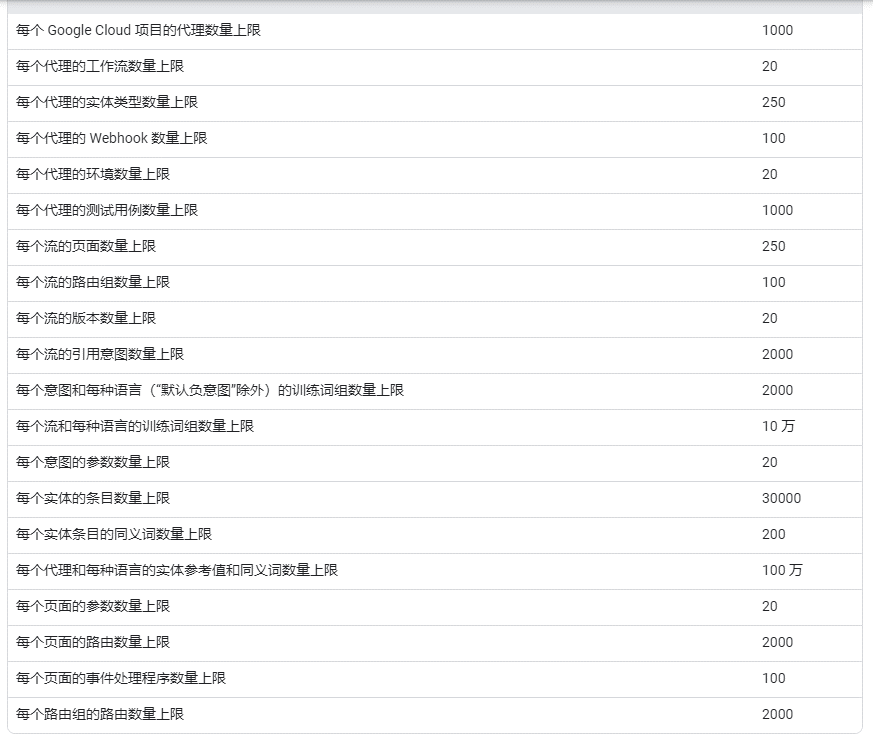 每个 Google Cloud 项目的代理数量上限 1000
每个代理的工作流数量上限 20
每个代理的实体类型数量上限 250
每个代理的 Webhook 数量上限 100
每个代理的环境数量上限 20
每个代理的测试用例数量上限 1000
每个流的页面数量上限 250
每个流的路由组数量上限 100
每个流的版本数量上限 20
每个流的引用意图数量上限 2000
每个意图和每种语言（“默认负意图”除外）的训练词组数量上限 2000
每个流和每种语言的训练词组数量上限 10 万
每个意图的参数数量上限 20
每个实体的条目数量上限 30000
每个实体条目的同义词数量上限 200
每个代理和每种语言的实体参考值和同义词数量上限 100 万
每个页面的参数数量上限 20
每个页面的路由数量上限 2000
每个页面的事件处理程序数量上限 100
每个路由组的路由数量上限 2000